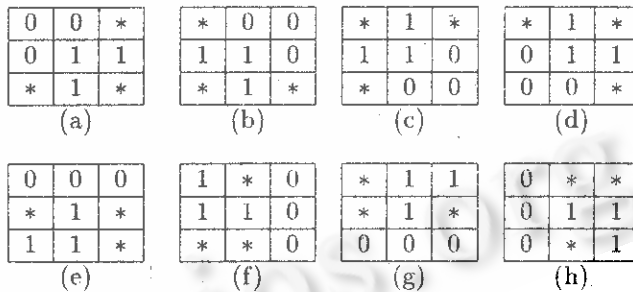 0 0 * * 0 0 * 1 * * 1 *
0 1 1 1 1 0 1 1 0 0 1 1
* 1 * * 1 * * 0 0 0 0 *
(a) (b) (c) (d)
0 0 0 1 * 0 * 1 1 0 * *
* 1 * 1 1 0 * 1 * 0 1 1
1 1 * * * 0 0 0 0 0 * 1
(e) (f) (g) (h)